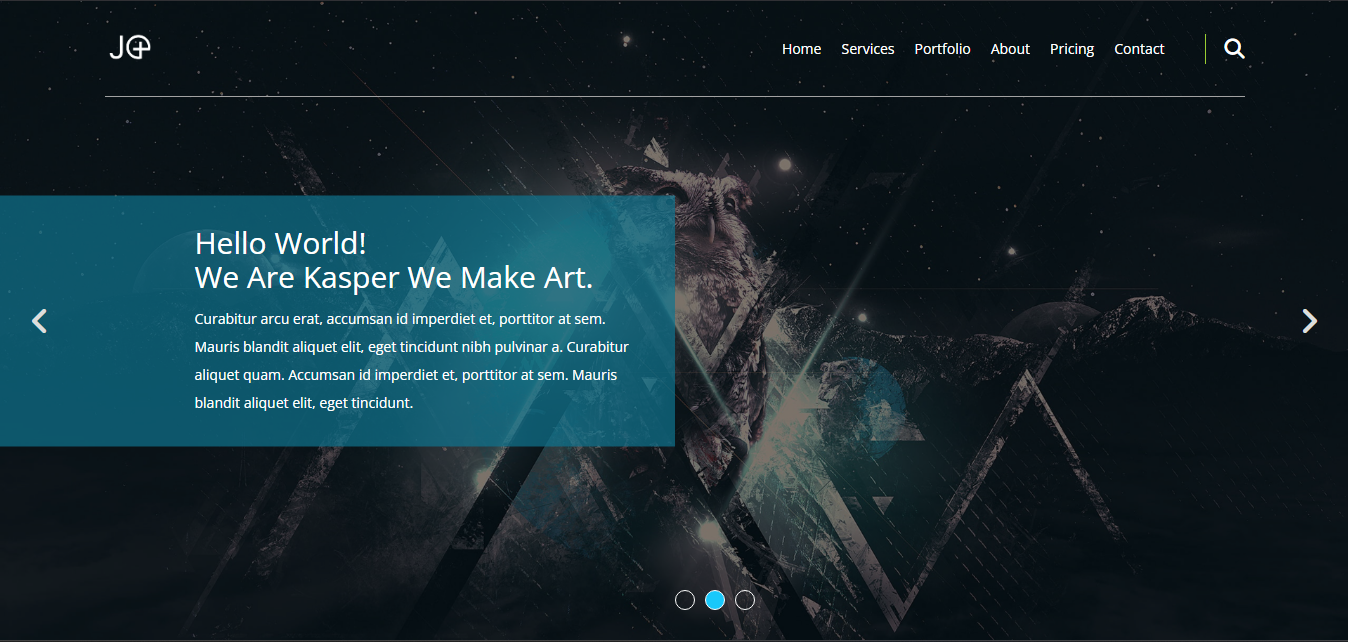 Home Services Portfolio About Pricing Contact
Hello World!
We Are Kasper We Make Art.
Curabitur arcu erat, accumsan id imperdiet et, porttitor at sem.
Mauris blandit aliquet elit, eget tincidunt nibh pulvinar a. Curabitur
aliquet quam. Accumsan id imperdiet et, porttitor at sem. Mauris
blandit aliquet elit, eget tincidunt.